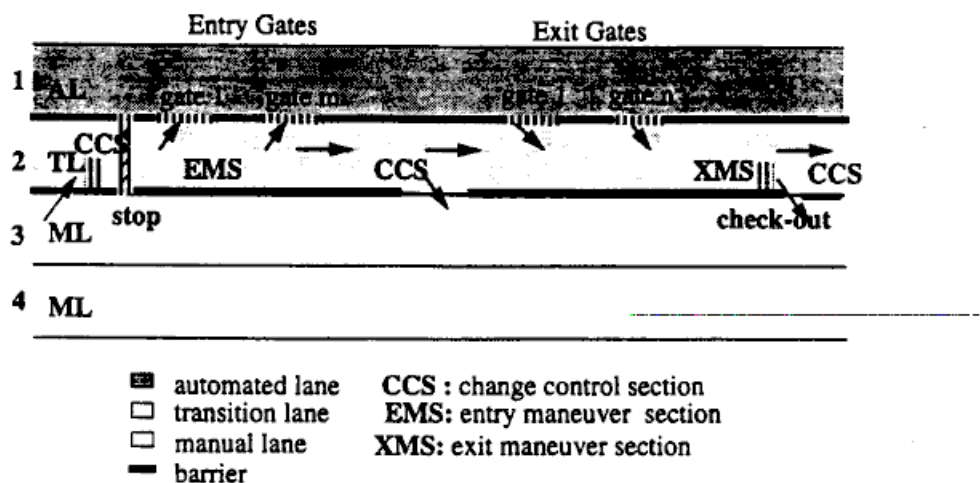 Entry Gates Exit Gates
1 AL gate 1 gate m gate 1 gate n
2 TL CCS EMS CCS XMS CCS
stop check-out
3 ML
4 ML
automated lane CCS : change control section
transition lane EMS: entry maneuver section
manual lane XMS: exit maneuver section
barrier